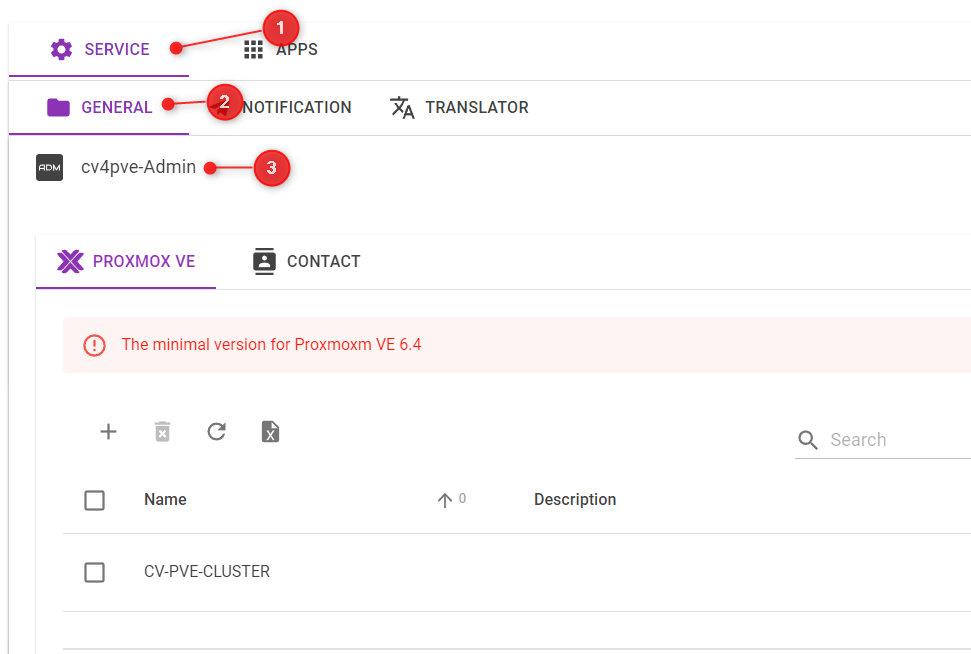 SERVICE 1 APPS
GENERAL 2 NOTIFICATION TRANSLATOR
ADM cv4pve-Admin 3
PROXMOX VE CONTACT
The minimal version for Proxmoxm VE 6.4
Search
Name 0 Description
CV-PVE-CLUSTER